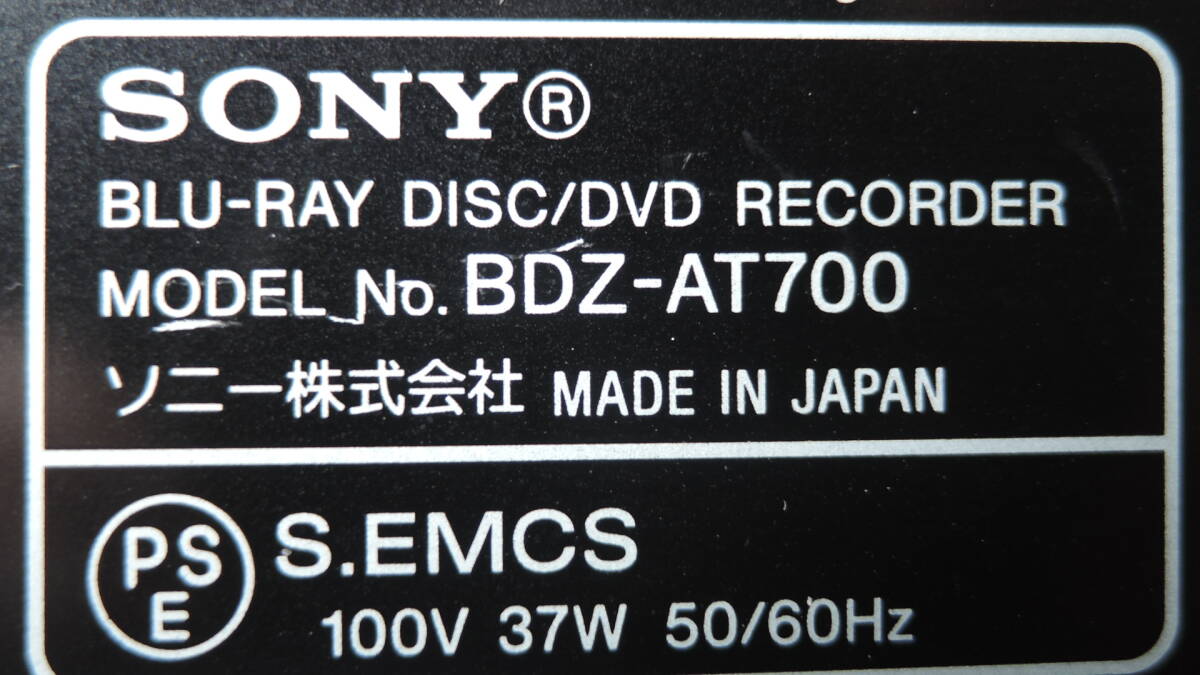 SONY®
BLU-RAY DISC/DVD RECORDER
MODEL No. BDZ-AT700
ソニー株式会社 MADE IN JAPAN
PS
E
S.EMCS
100V 37W 50/60Hz